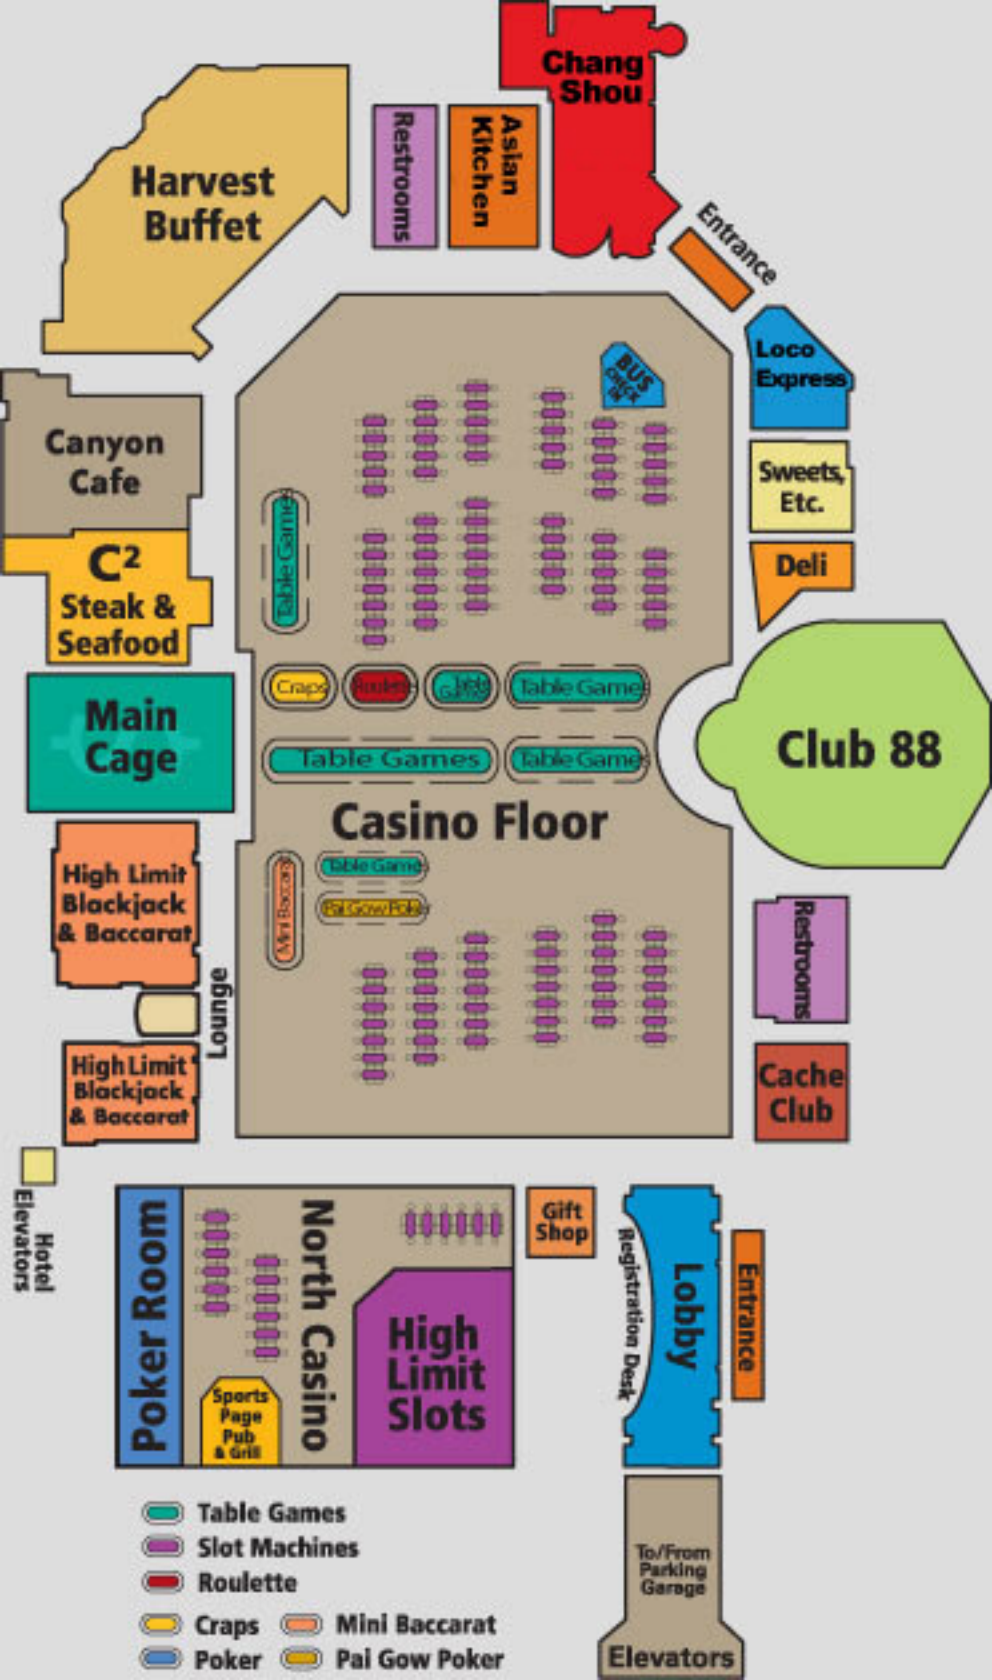 Chang
Shou
Harvest
Buffet
Restrooms
Asian
Kitchen
Entrance
Loco
Express
BUS
CHECK
IN
Canyon
Cafe
Sweets,
Etc.
Table Games
C²
Steak &
Seafood
Deli
Craps
Roulette
Table
Games
Table Games
Main
Cage
Club 88
Table Games
Table Games
Casino Floor
High Limit
Blackjack
& Baccarat
Mini Baccarat
Table Games
Pai Gow Poker
Restrooms
Lounge
High Limit
Blackjack
& Baccarat
Cache
Club
Hotel
Elevators
Poker Room
North Casino
Gift
Shop
Registration Desk
Lobby
Entrance
High
Limit
Slots
Sports
Page
Pub
& Grill
Table Games
Slot Machines
Roulette
Craps
Mini Baccarat
Poker
Pai Gow Poker
To/From
Parking
Garage
Elevators